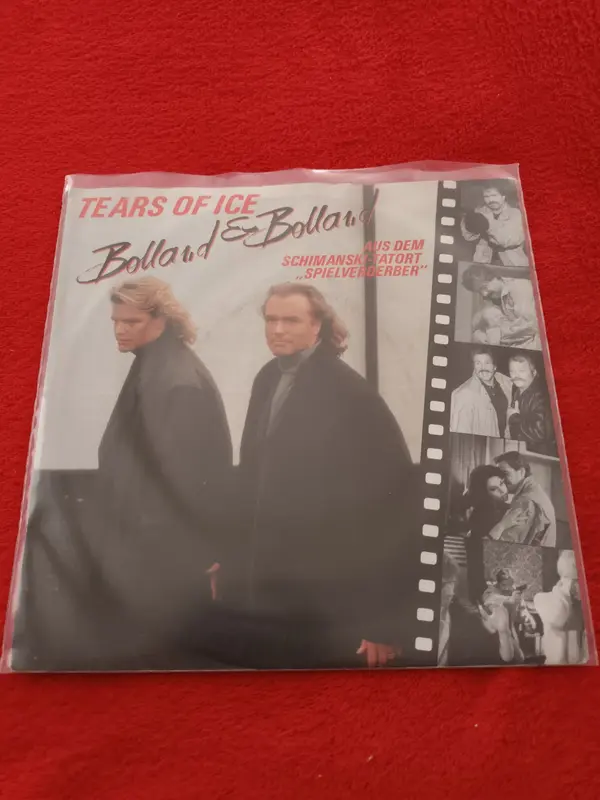 TEARS OF ICE
Bolland & Bolland
AUS DEM
SCHIMANSKI-TATORT
„SPIELVERDERBER"